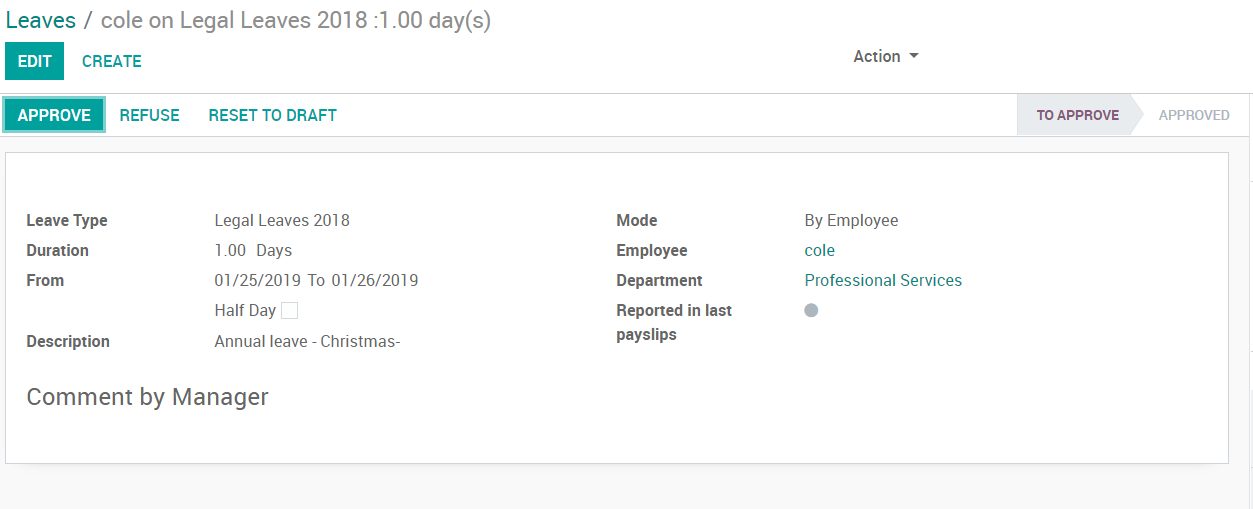 Leaves / cole on Legal Leaves 2018 :1.00 day(s)
EDIT CREATE Action
APPROVE REFUSE RESET TO DRAFT TO APPROVE APPROVED
Leave Type Legal Leaves 2018 Mode By Employee
Duration 1.00 Days Employee cole
From 01/25/2019 To 01/26/2019 Department Professional Services
Half Day Reported in last
payslips
Description Annual leave - Christmas-
Comment by Manager